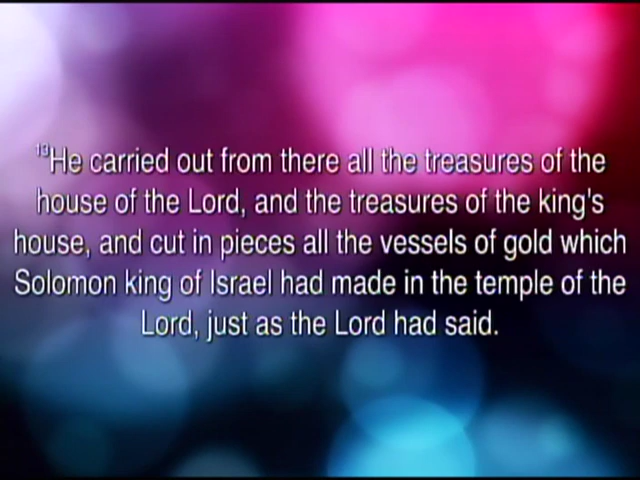 13He carried out from there all the treasures of the
house of the Lord, and the treasures of the king's
house, and cut in pieces all the vessels of gold which
Solomon king of Israel had made in the temple of the
Lord, just as the Lord had said.